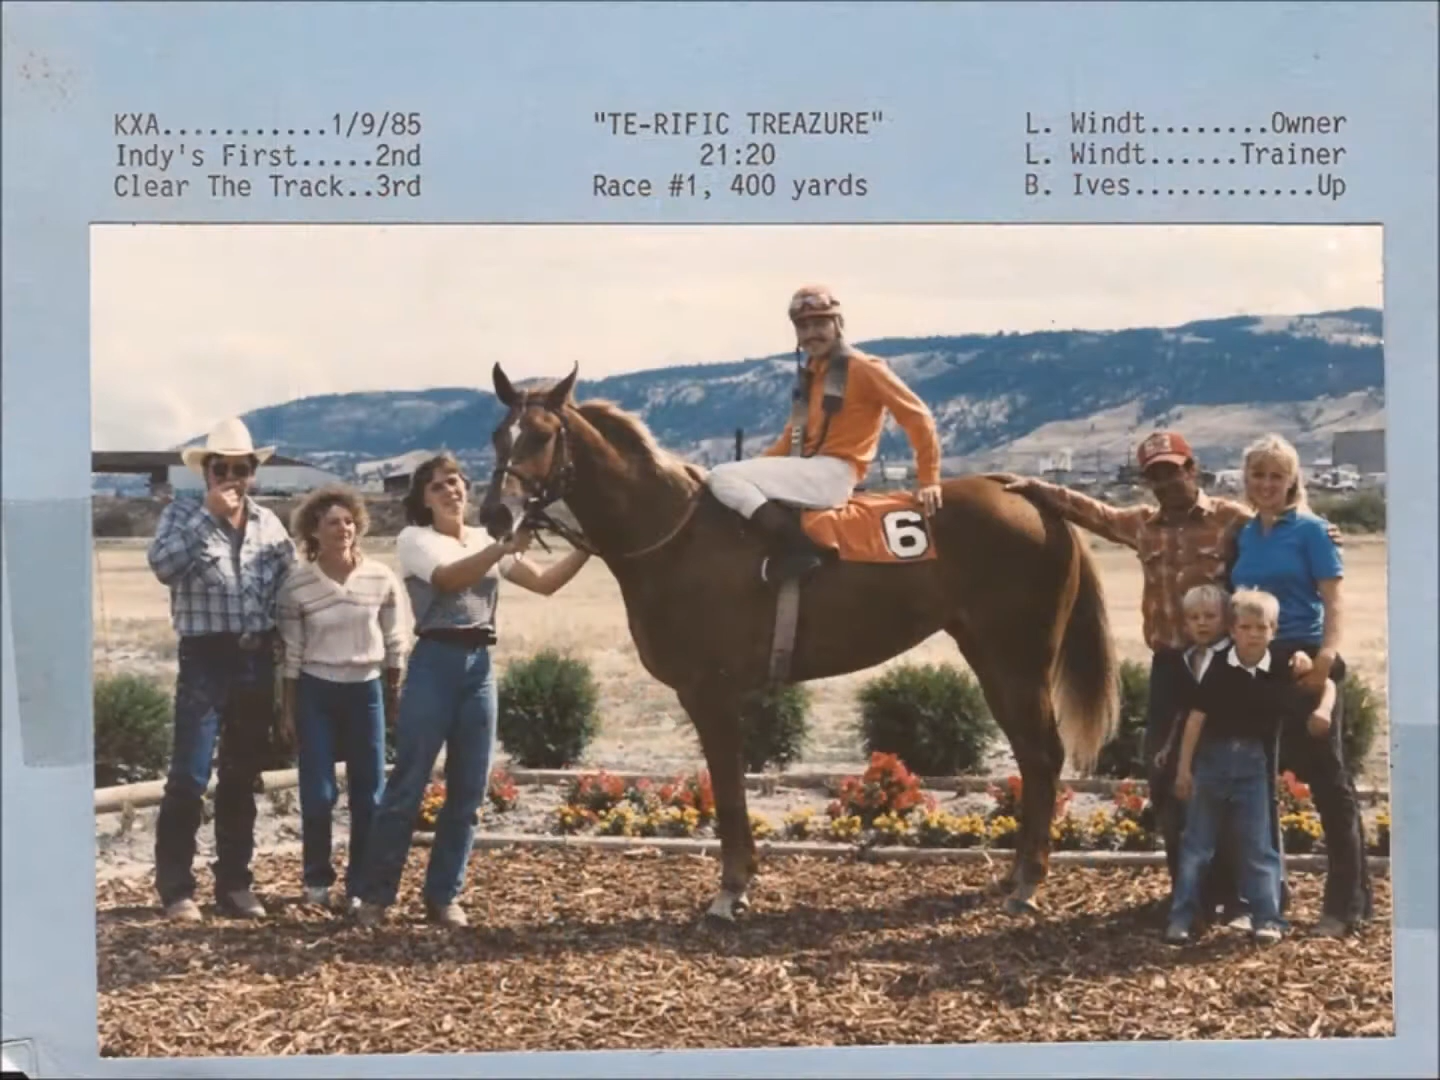 KXA...........1/9/85
Indy's First.....2nd
Clear The Track..3rd
"TE-RIFIC TREAZURE"
21:20
Race #1, 400 yards
L. Windt........Owner
L. Windt......Trainer
B. Ives............Up
6